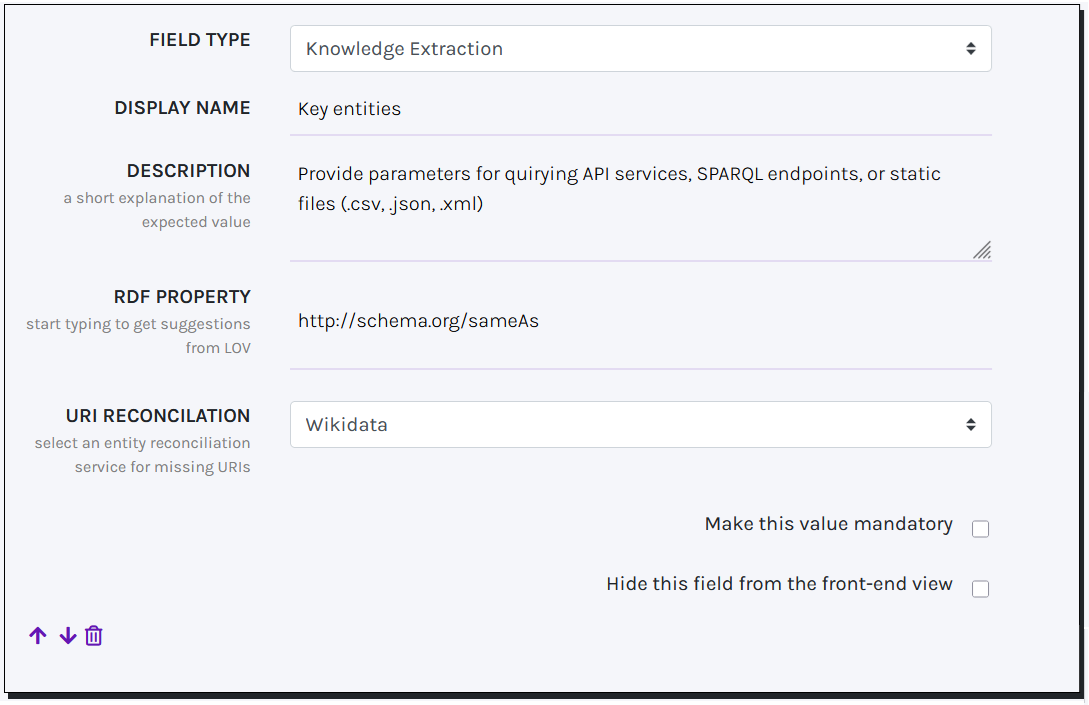 FIELD TYPE
Knowledge Extraction
DISPLAY NAME
Key entities
DESCRIPTION
a short explanation of the
expected value
Provide parameters for quirying API services, SPARQL endpoints, or static
files (.csv, .json, .xml)
RDF PROPERTY
start typing to get suggestions
from LOV
http://schema.org/sameAs
URI RECONCILATION
select an entity reconciliation
service for missing URIs
Wikidata
Make this value mandatory
Hide this field from the front-end view